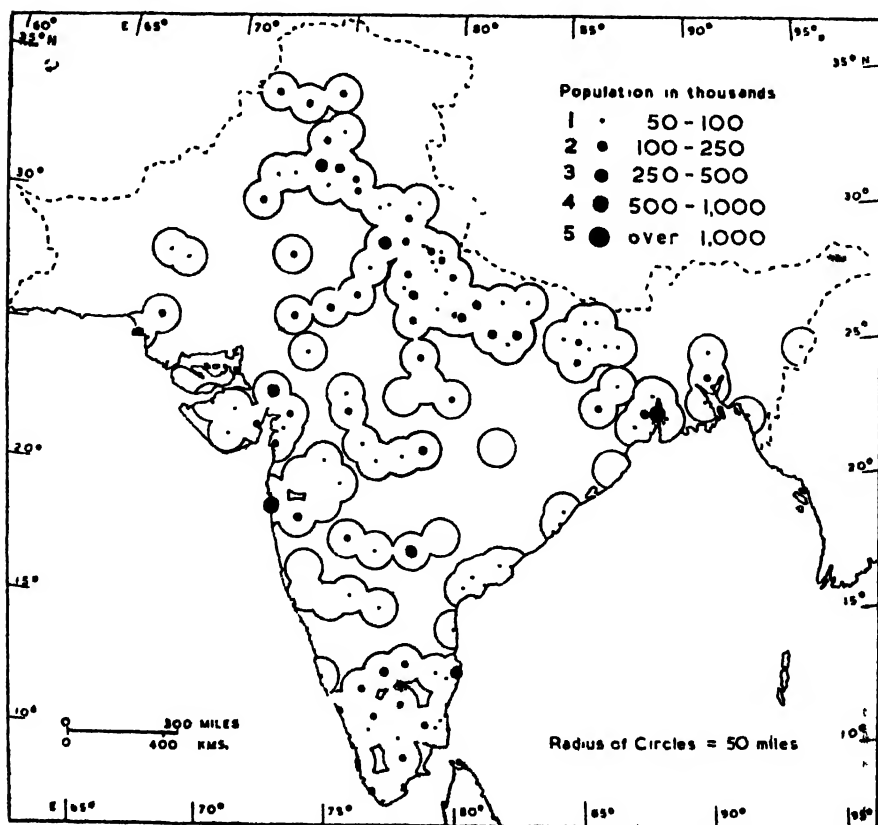 60° E 65° 70° 80° 85° 90° 95°
35° N 35° N
Population in thousands
1 50-100
2 100-250
3 250-500
4 500-1,000
5 over 1,000
30° 30°
25° 25°
20° 20°
15° 15°
10° 10°
0 300 MILES
0 400 KMS.
Radius of Circles = 50 miles
E 65° 70° 75° 80° 85° 90° 95°